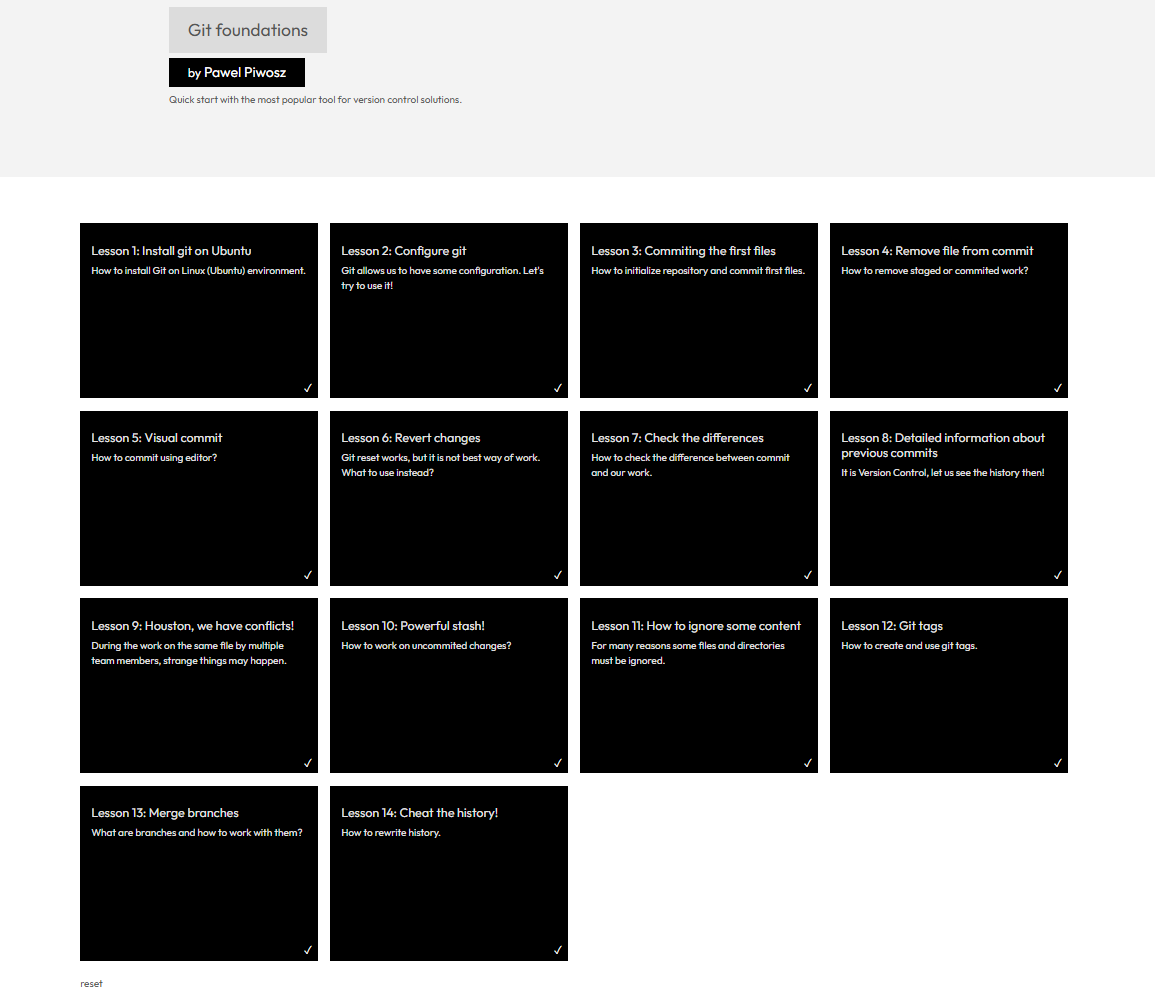 Git foundations
by Pawel Piwosz
Quick start with the most popular tool for version control solutions.
Lesson 1: Install git on Ubuntu
How to install Git on Linux (Ubuntu) environment.
✓
Lesson 2: Configure git
Git allows us to have some configuration. Let's
try to use it!
✓
Lesson 3: Commiting the first files
How to initialize repository and commit first files.
✓
Lesson 4: Remove file from commit
How to remove staged or commited work?
✓
Lesson 5: Visual commit
How to commit using editor?
✓
Lesson 6: Revert changes
Git reset works, but it is not best way of work.
What to use instead?
✓
Lesson 7: Check the differences
How to check the difference between commit
and our work.
✓
Lesson 8: Detailed information about
previous commits
It is Version Control, let us see the history then!
✓
Lesson 9: Houston, we have conflicts!
During the work on the same file by multiple
team members, strange things may happen.
✓
Lesson 10: Powerful stash!
How to work on uncommited changes?
✓
Lesson 11: How to ignore some content
For many reasons some files and directories
must be ignored.
✓
Lesson 12: Git tags
How to create and use git tags.
✓
Lesson 13: Merge branches
What are branches and how to work with them?
✓
Lesson 14: Cheat the history!
How to rewrite history.
✓
reset